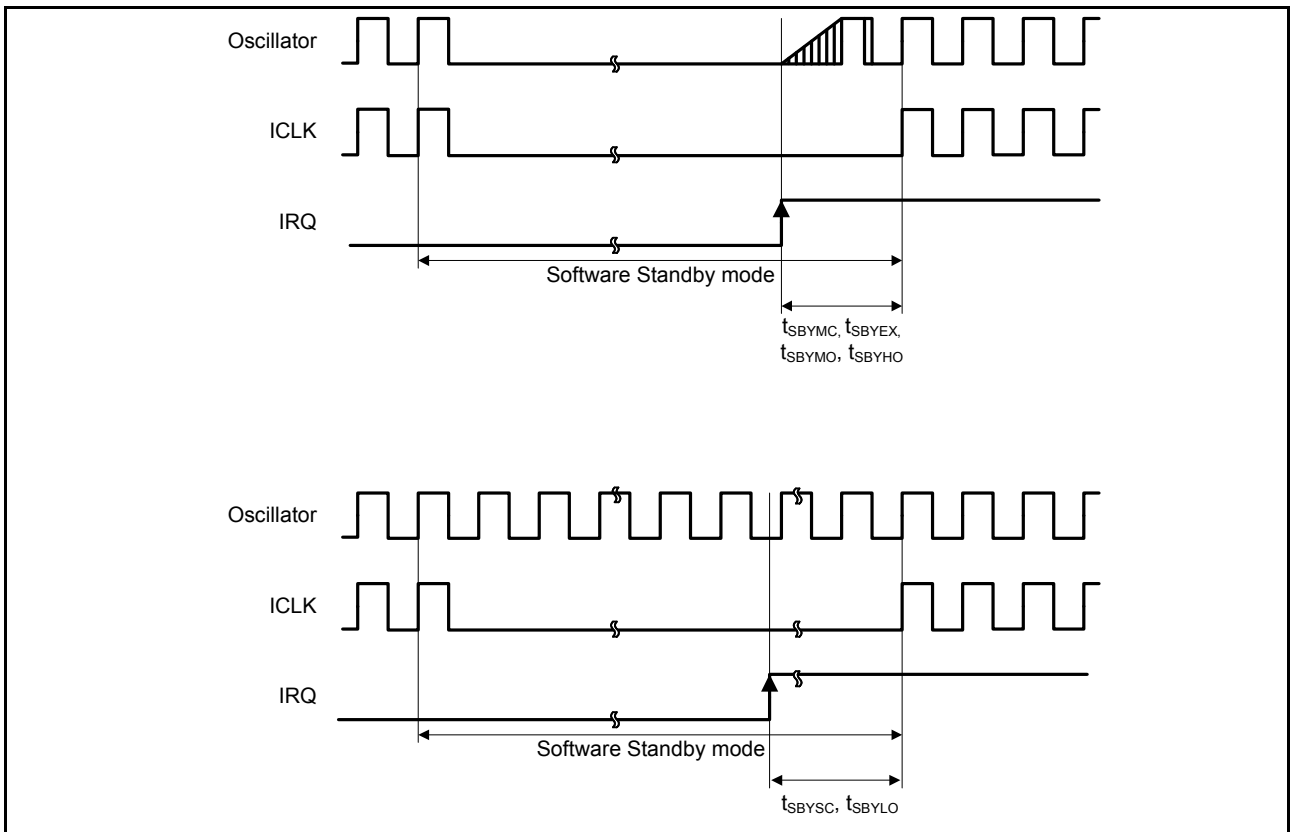 Oscillator
ICLK
IRQ
Software Standby mode
tSBYMC, tSBYEX,
tSBYMO, tSBYHO
Oscillator
ICLK
IRQ
Software Standby mode
tSBYSC, tSBYLO